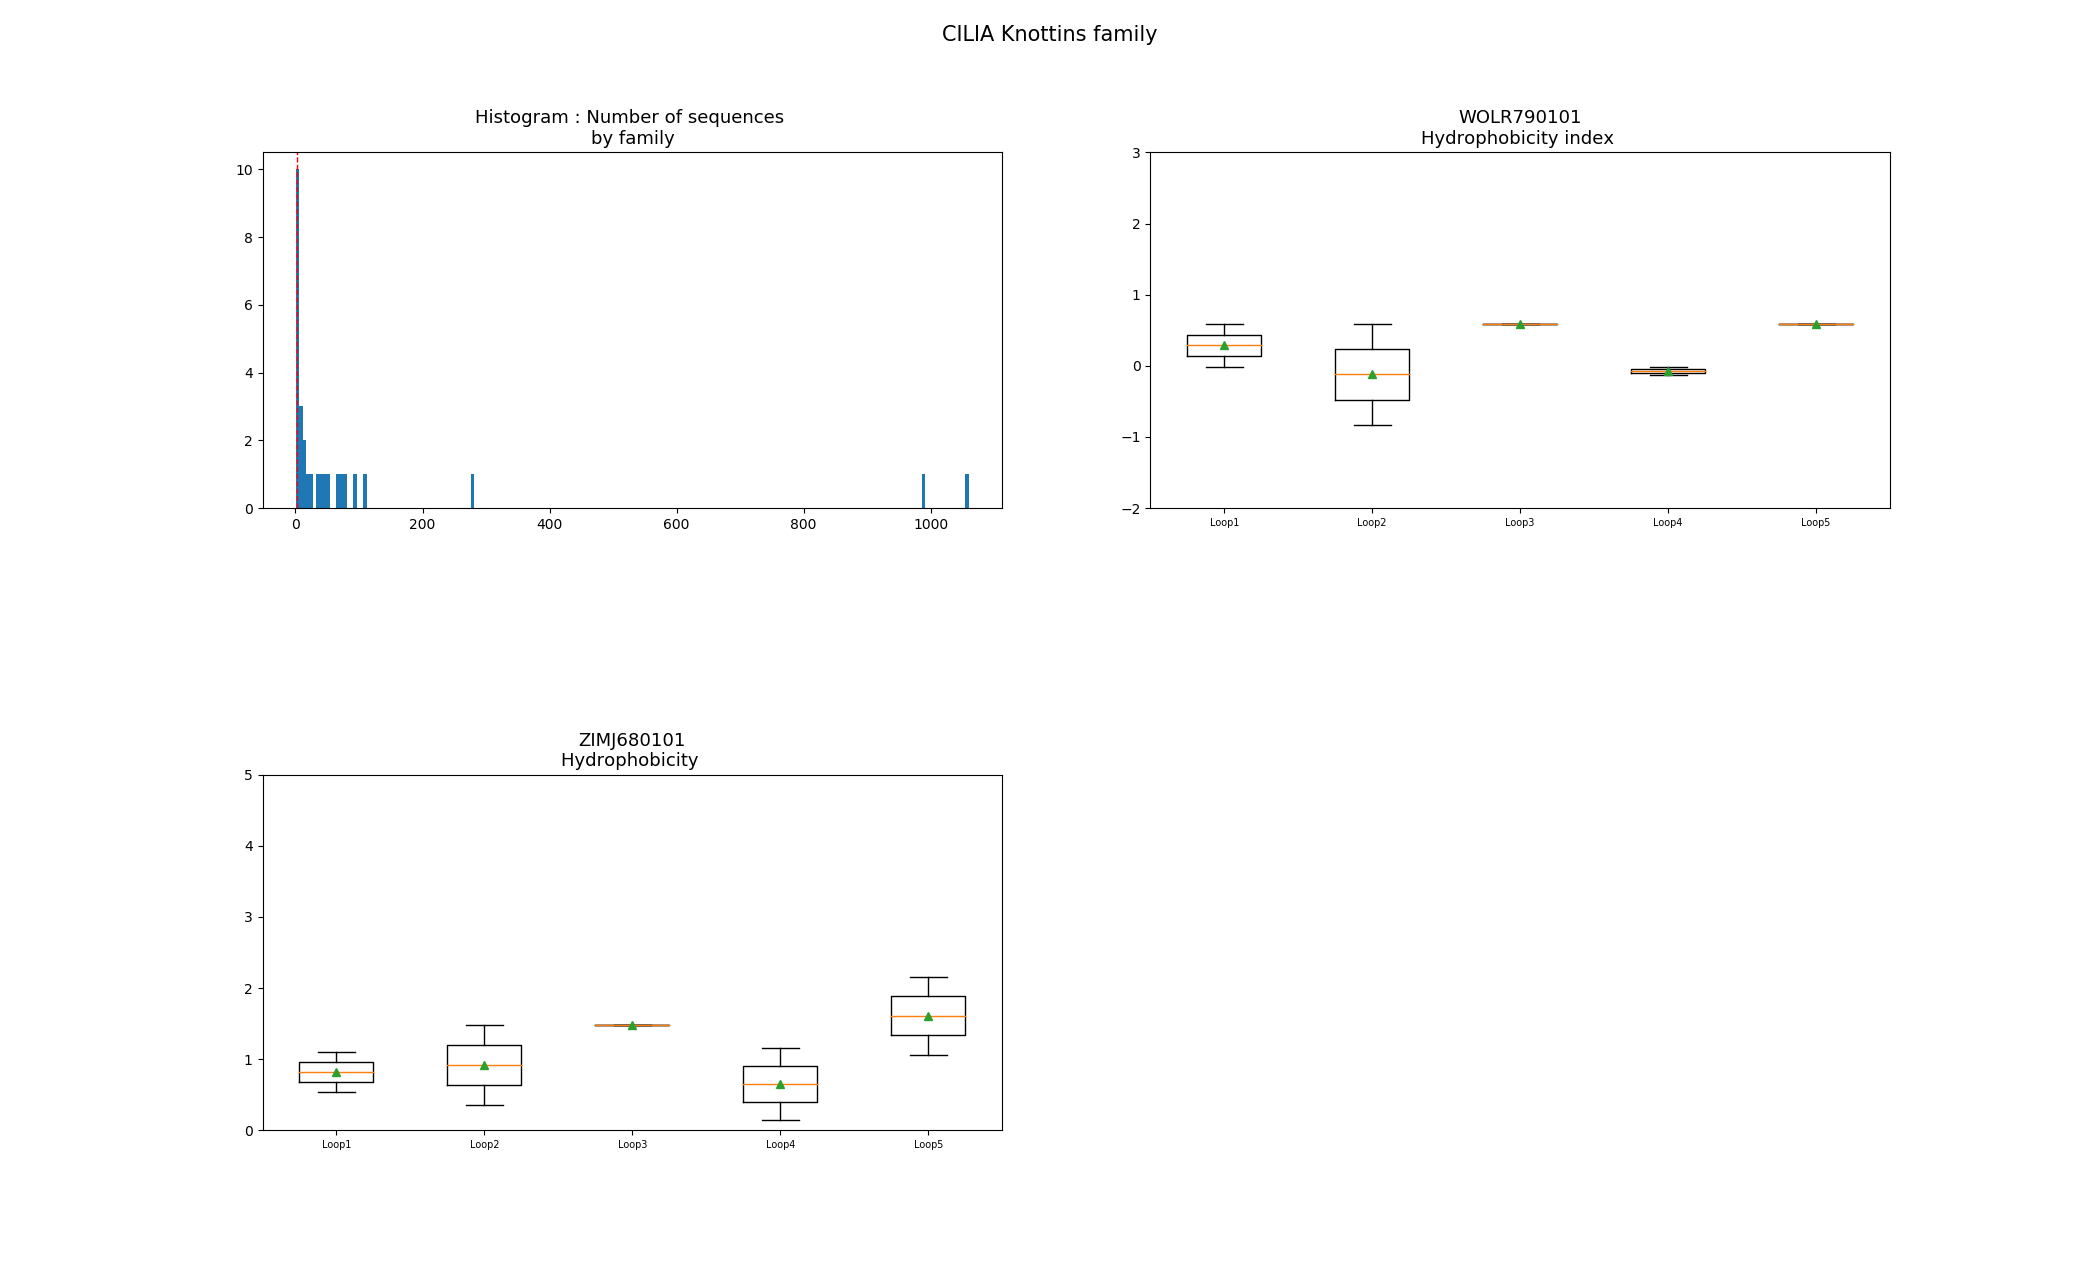 CILIA Knottins family
Histogram : Number of sequences
by family
10
8
6
4
2
0
0 200 400 600 800 1000
WOLR790101
Hydrophobicity index
3
2
1
0
−1
−2
Loop1 Loop2 Loop3 Loop4 Loop5
ZIMJ680101
Hydrophobicity
5
4
3
2
1
0
Loop1 Loop2 Loop3 Loop4 Loop5